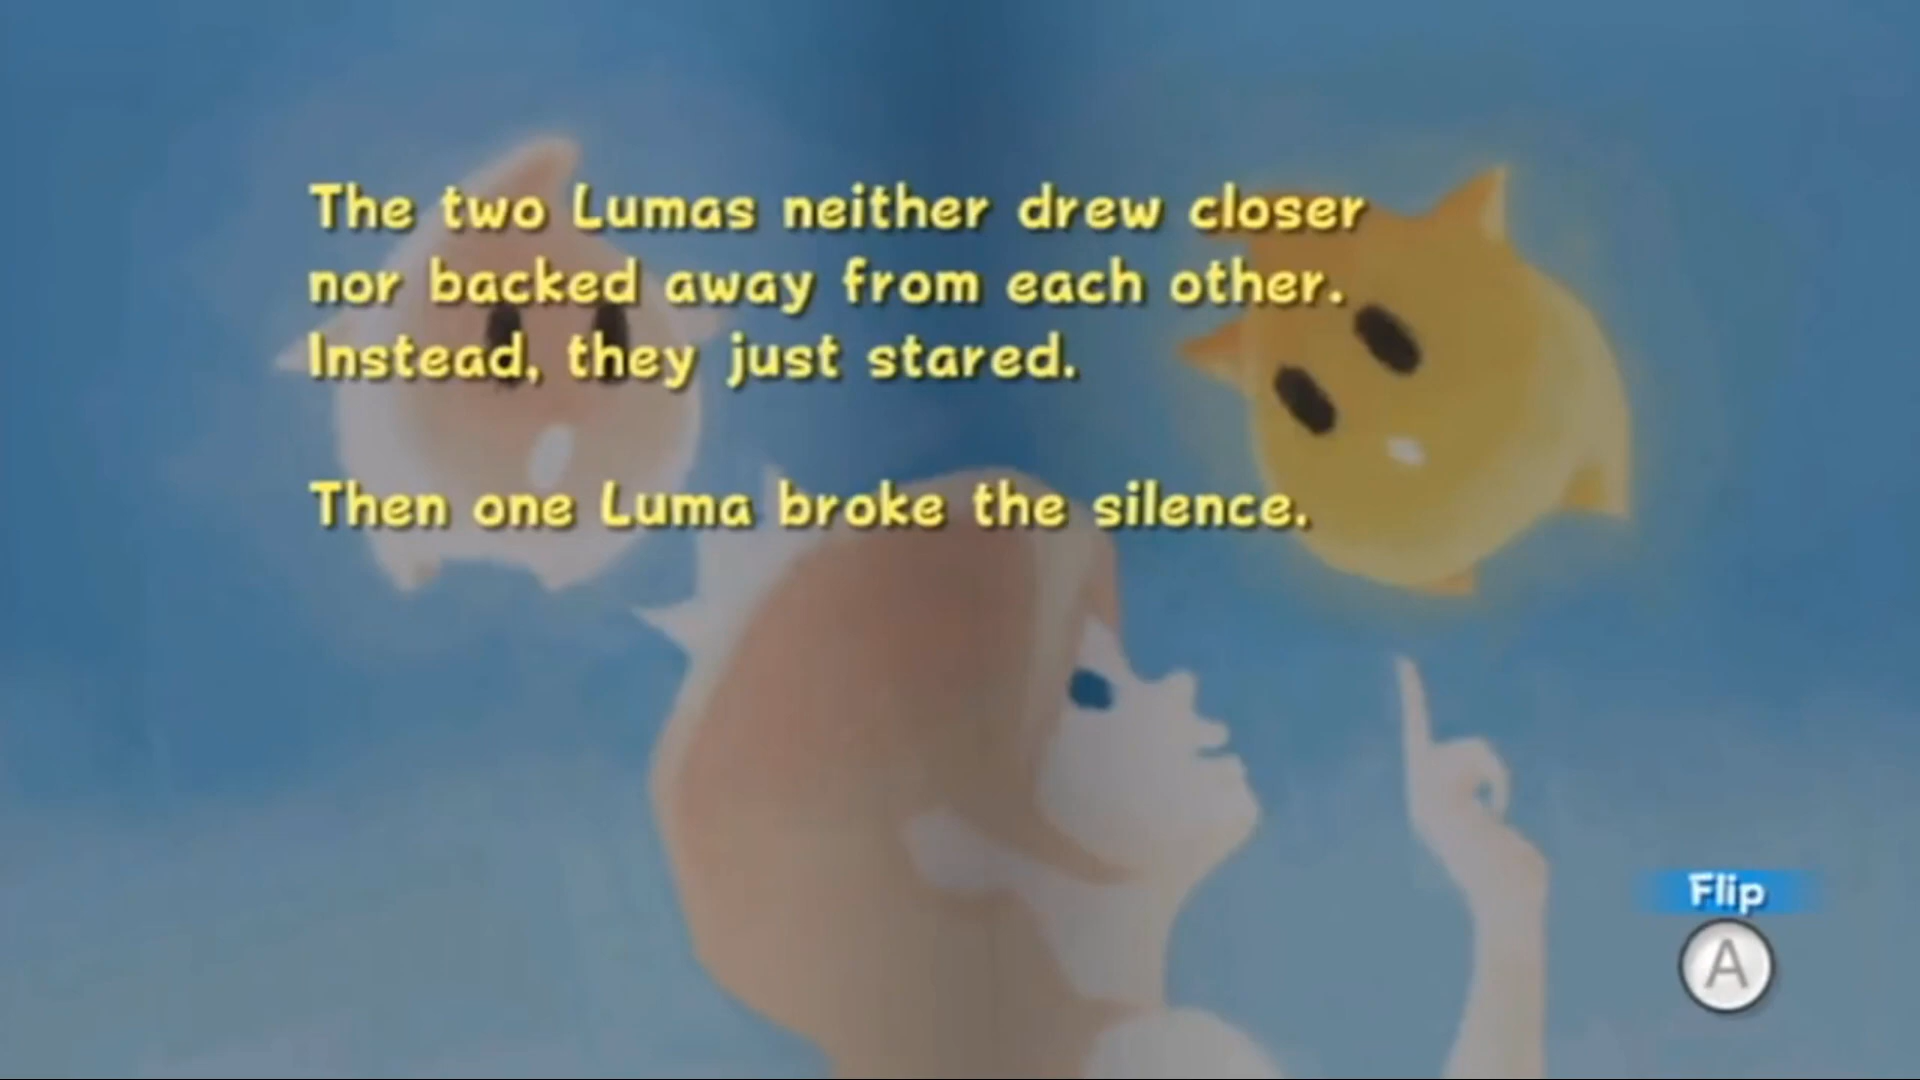 The two Lumas neither drew closer
nor backed away from each other.
Instead, they just stared.
Then one Luma broke the silence.
Flip
A